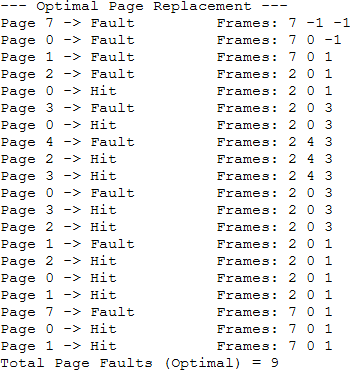 --- Optimal Page Replacement ---
Page 7 -> Fault          Frames: 7 -1 -1
Page 0 -> Fault          Frames: 7 0 -1
Page 1 -> Fault          Frames: 7 0 1
Page 2 -> Fault          Frames: 2 0 1
Page 0 -> Hit            Frames: 2 0 1
Page 3 -> Fault          Frames: 2 0 3
Page 0 -> Hit            Frames: 2 0 3
Page 4 -> Fault          Frames: 2 4 3
Page 2 -> Hit            Frames: 2 4 3
Page 3 -> Hit            Frames: 2 4 3
Page 0 -> Fault          Frames: 2 0 3
Page 3 -> Hit            Frames: 2 0 3
Page 2 -> Hit            Frames: 2 0 3
Page 1 -> Fault          Frames: 2 0 1
Page 2 -> Hit            Frames: 2 0 1
Page 0 -> Hit            Frames: 2 0 1
Page 1 -> Hit            Frames: 2 0 1
Page 7 -> Fault          Frames: 7 0 1
Page 0 -> Hit            Frames: 7 0 1
Page 1 -> Hit            Frames: 7 0 1
Total Page Faults (Optimal) = 9